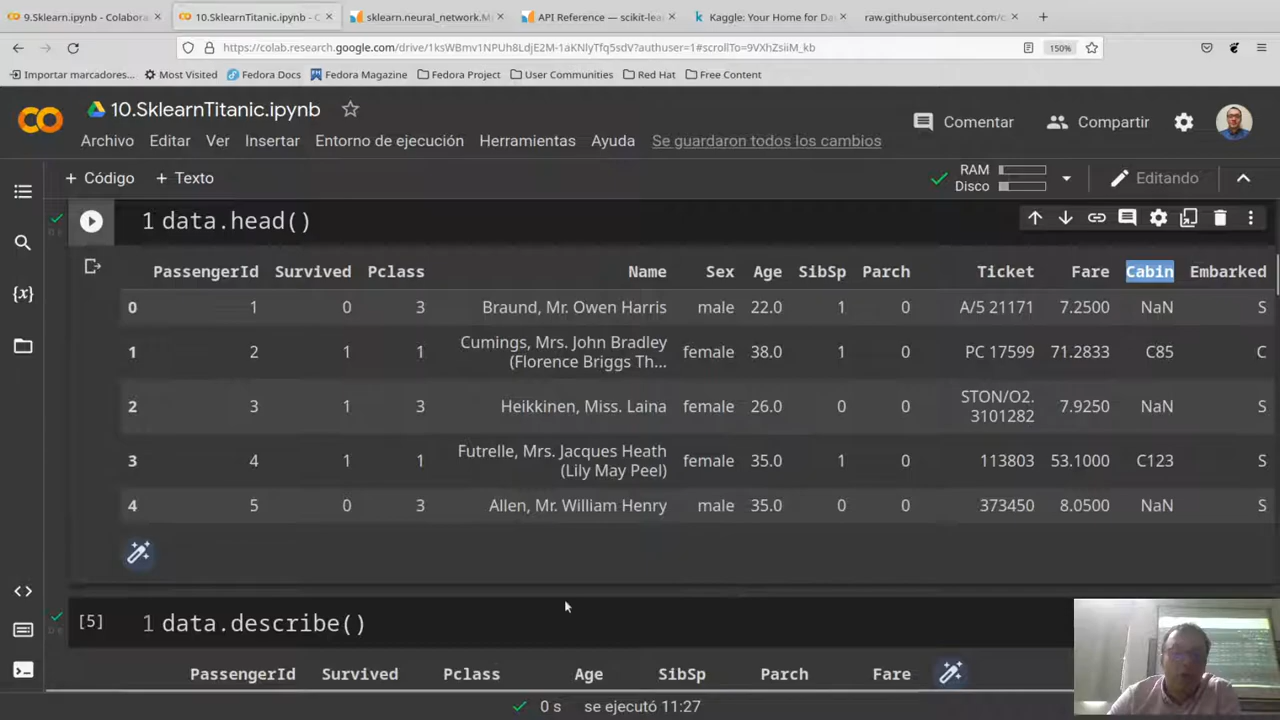 9.Sklearn.ipynb - Colabora
10.SklearnTitanic.ipynb - C
sklearn.neural_network.M
API Reference — scikit-lea
Kaggle: Your Home for Da
raw.githubusercontent.com/c
https://colab.research.google.com/drive/1ksWBmv1NPUh8LdjE2M-1aKNlyTfq5sdV?authuser=1#scrollTo=9VXhZsiiM_kb
150%
Importar marcadores...
Most Visited
Fedora Docs
Fedora Magazine
Fedora Project
User Communities
Red Hat
Free Content
10.SklearnTitanic.ipynb
Comentar
Compartir
Archivo Editar Ver Insertar Entorno de ejecución Herramientas Ayuda Se guardaron todos los cambios
+ Código + Texto
RAM
Disco
Editando
1 data.head()
PassengerId Survived Pclass Name Sex Age SibSp Parch Ticket Fare Cabin Embarked
0 1 0 3 Braund, Mr. Owen Harris male 22.0 1 0 A/5 21171 7.2500 NaN S
1 2 1 1 Cumings, Mrs. John Bradley (Florence Briggs Th... female 38.0 1 0 PC 17599 71.2833 C85 C
2 3 1 3 Heikkinen, Miss. Laina female 26.0 0 0 STON/O2. 3101282 7.9250 NaN S
3 4 1 1 Futrelle, Mrs. Jacques Heath (Lily May Peel) female 35.0 1 0 113803 53.1000 C123 S
4 5 0 3 Allen, Mr. William Henry male 35.0 0 0 373450 8.0500 NaN S
[5] 1 data.describe()
PassengerId Survived Pclass Age SibSp Parch Fare
0 s se ejecutó 11:27